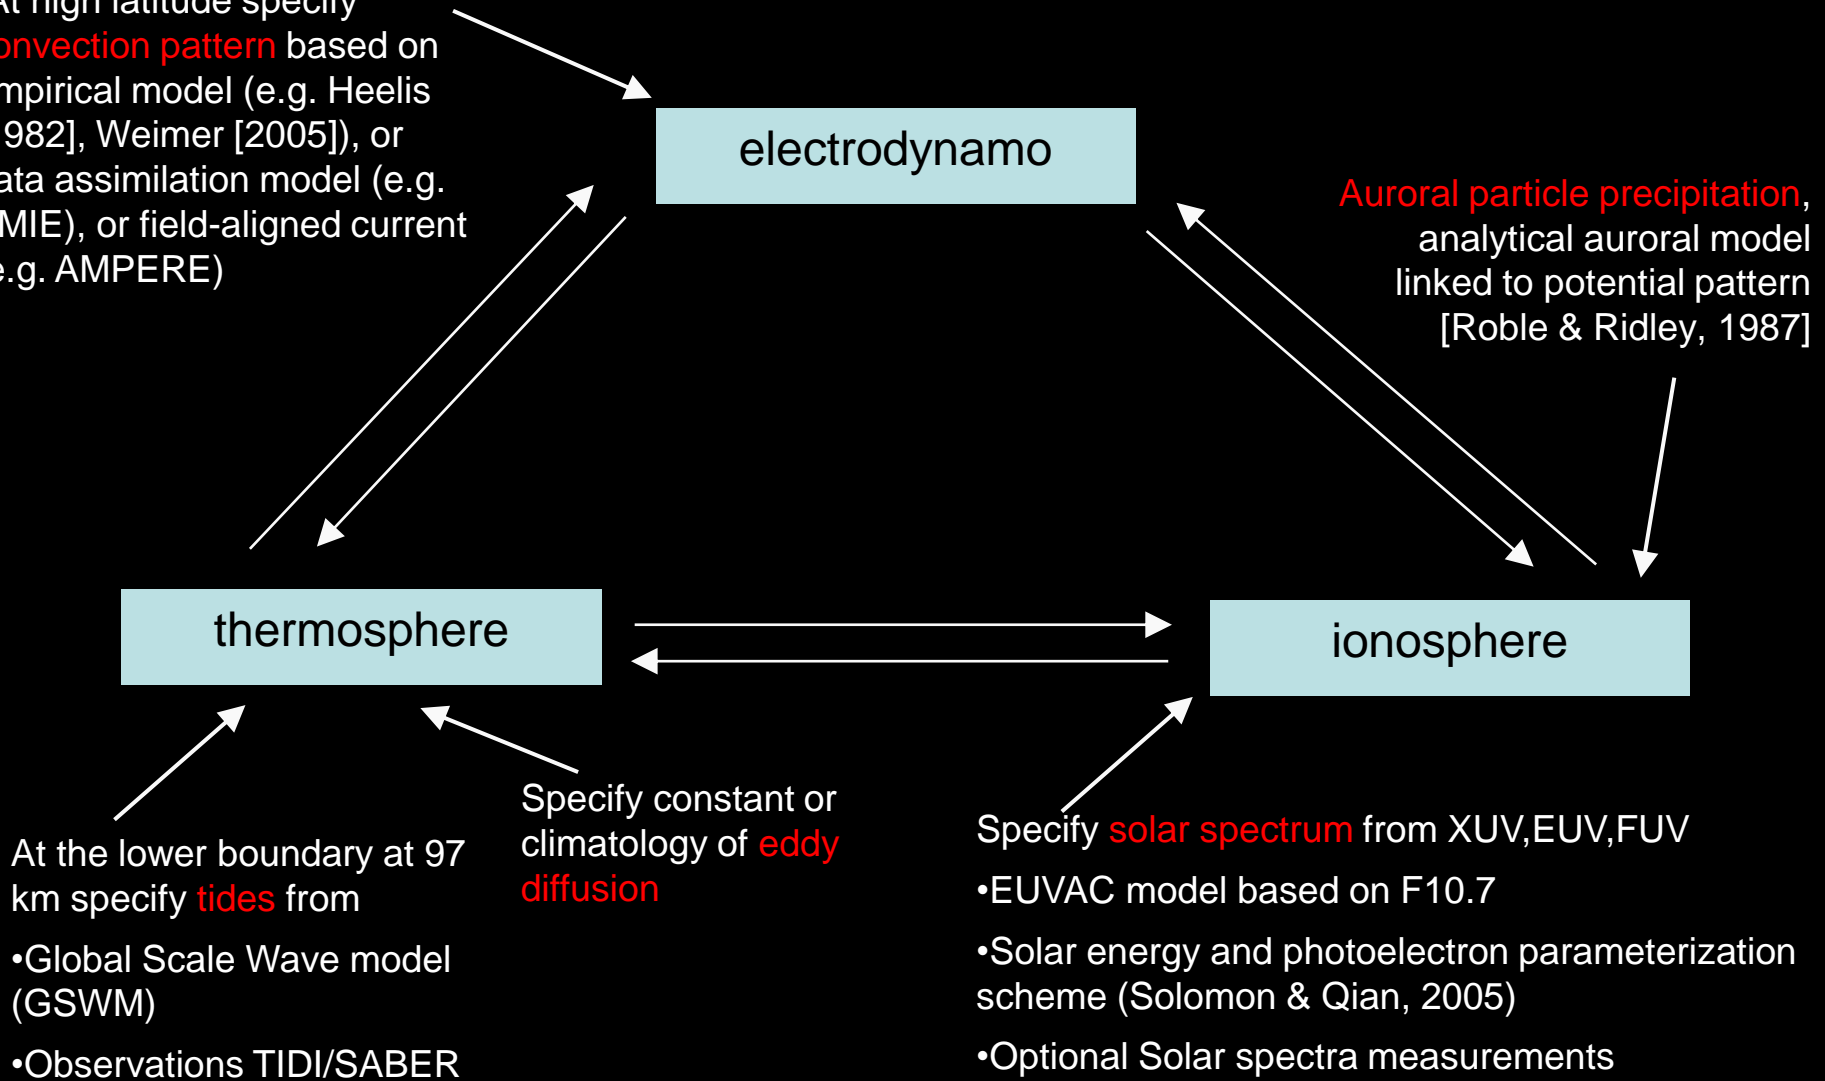 At high latitude specify
onvection pattern based on
mpirical model (e.g. Heelis
982], Weimer [2005]), or
ata assimilation model (e.g.
MIE), or field-aligned current
e.g. AMPERE)
electrodynamo
Auroral particle precipitation,
analytical auroral model
linked to potential pattern
[Roble & Ridley, 1987]
thermosphere
ionosphere
At the lower boundary at 97
km specify tides from
•Global Scale Wave model
(GSWM)
•Observations TIDI/SABER
Specify constant or
climatology of eddy
diffusion
Specify solar spectrum from XUV,EUV,FUV
•EUVAC model based on F10.7
•Solar energy and photoelectron parameterization
scheme (Solomon & Qian, 2005)
•Optional Solar spectra measurements